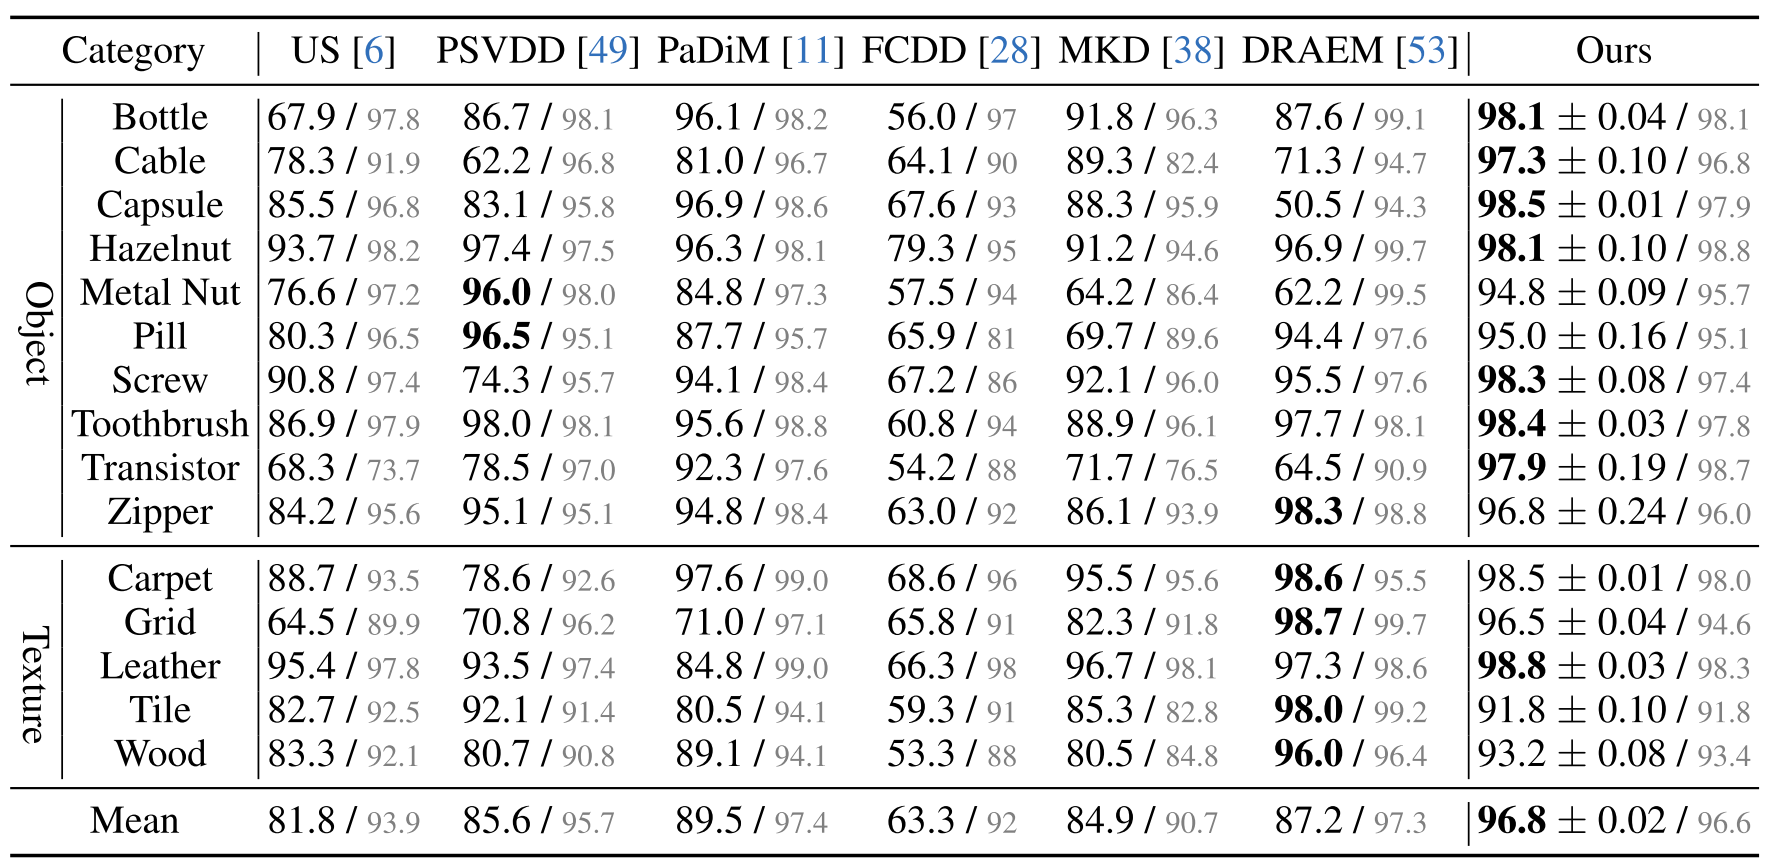 Category US [6] PSVDD [49] PaDiM [11] FCDD [28] MKD [38] DRAEM [53] Ours
Object
Bottle 67.9 / 97.8 86.7 / 98.1 96.1 / 98.2 56.0 / 97 91.8 / 96.3 87.6 / 99.1 98.1 ± 0.04 / 98.1
Cable 78.3 / 91.9 62.2 / 96.8 81.0 / 96.7 64.1 / 90 89.3 / 82.4 71.3 / 94.7 97.3 ± 0.10 / 96.8
Capsule 85.5 / 96.8 83.1 / 95.8 96.9 / 98.6 67.6 / 93 88.3 / 95.9 50.5 / 94.3 98.5 ± 0.01 / 97.9
Hazelnut 93.7 / 98.2 97.4 / 97.5 96.3 / 98.1 79.3 / 95 91.2 / 94.6 96.9 / 99.7 98.1 ± 0.10 / 98.8
Metal Nut 76.6 / 97.2 96.0 / 98.0 84.8 / 97.3 57.5 / 94 64.2 / 86.4 62.2 / 99.5 94.8 ± 0.09 / 95.7
Pill 80.3 / 96.5 96.5 / 95.1 87.7 / 95.7 65.9 / 81 69.7 / 89.6 94.4 / 97.6 95.0 ± 0.16 / 95.1
Screw 90.8 / 97.4 74.3 / 95.7 94.1 / 98.4 67.2 / 86 92.1 / 96.0 95.5 / 97.6 98.3 ± 0.08 / 97.4
Toothbrush 86.9 / 97.9 98.0 / 98.1 95.6 / 98.8 60.8 / 94 88.9 / 96.1 97.7 / 98.1 98.4 ± 0.03 / 97.8
Transistor 68.3 / 73.7 78.5 / 97.0 92.3 / 97.6 54.2 / 88 71.7 / 76.5 64.5 / 90.9 97.9 ± 0.19 / 98.7
Zipper 84.2 / 95.6 95.1 / 95.1 94.8 / 98.4 63.0 / 92 86.1 / 93.9 98.3 / 98.8 96.8 ± 0.24 / 96.0
Texture
Carpet 88.7 / 93.5 78.6 / 92.6 97.6 / 99.0 68.6 / 96 95.5 / 95.6 98.6 / 95.5 98.5 ± 0.01 / 98.0
Grid 64.5 / 89.9 70.8 / 96.2 71.0 / 97.1 65.8 / 91 82.3 / 91.8 98.7 / 99.7 96.5 ± 0.04 / 94.6
Leather 95.4 / 97.8 93.5 / 97.4 84.8 / 99.0 66.3 / 98 96.7 / 98.1 97.3 / 98.6 98.8 ± 0.03 / 98.3
Tile 82.7 / 92.5 92.1 / 91.4 80.5 / 94.1 59.3 / 91 85.3 / 82.8 98.0 / 99.2 91.8 ± 0.10 / 91.8
Wood 83.3 / 92.1 80.7 / 90.8 89.1 / 94.1 53.3 / 88 80.5 / 84.8 96.0 / 96.4 93.2 ± 0.08 / 93.4
Mean 81.8 / 93.9 85.6 / 95.7 89.5 / 97.4 63.3 / 92 84.9 / 90.7 87.2 / 97.3 96.8 ± 0.02 / 96.6